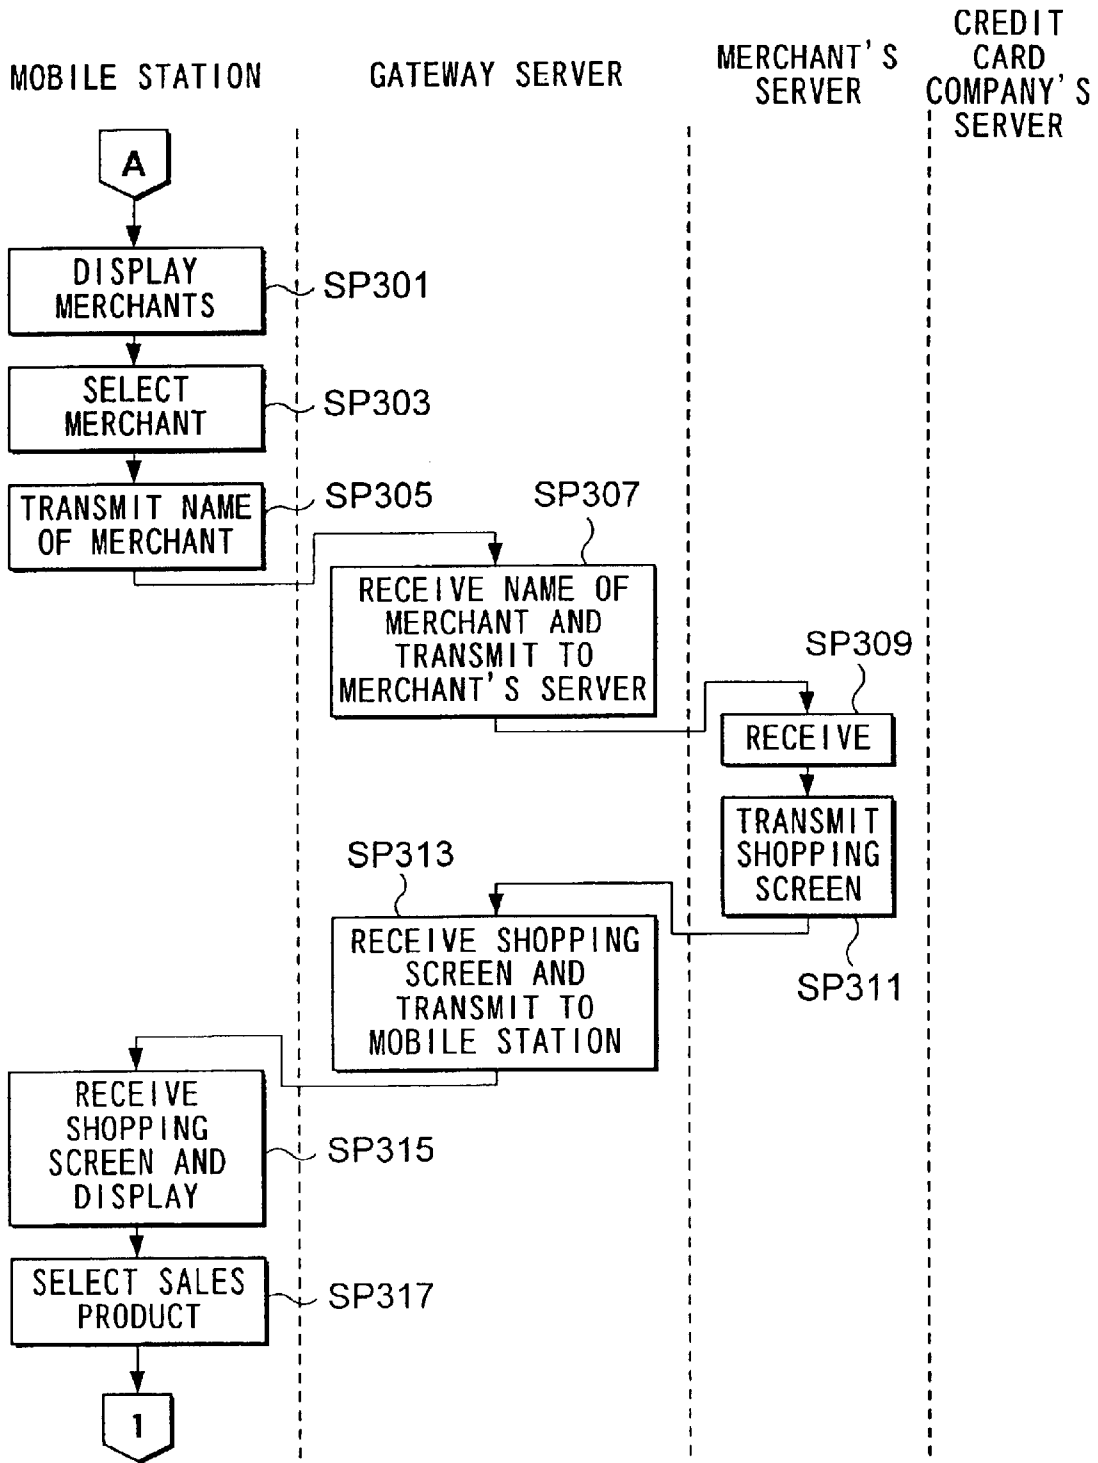 MOBILE STATION
GATEWAY SERVER
MERCHANT'S
SERVER
CREDIT
CARD
COMPANY'S
SERVER
A
DISPLAY
MERCHANTS
SP301
SELECT
MERCHANT
SP303
TRANSMIT NAME
OF MERCHANT
SP305
SP307
RECEIVE NAME OF
MERCHANT AND
TRANSMIT TO
MERCHANT'S SERVER
SP309
RECEIVE
TRANSMIT
SHOPPING
SCREEN
SP311
SP313
RECEIVE SHOPPING
SCREEN AND
TRANSMIT TO
MOBILE STATION
RECEIVE
SHOPPING
SCREEN AND
DISPLAY
SP315
SELECT SALES
PRODUCT
SP317
1